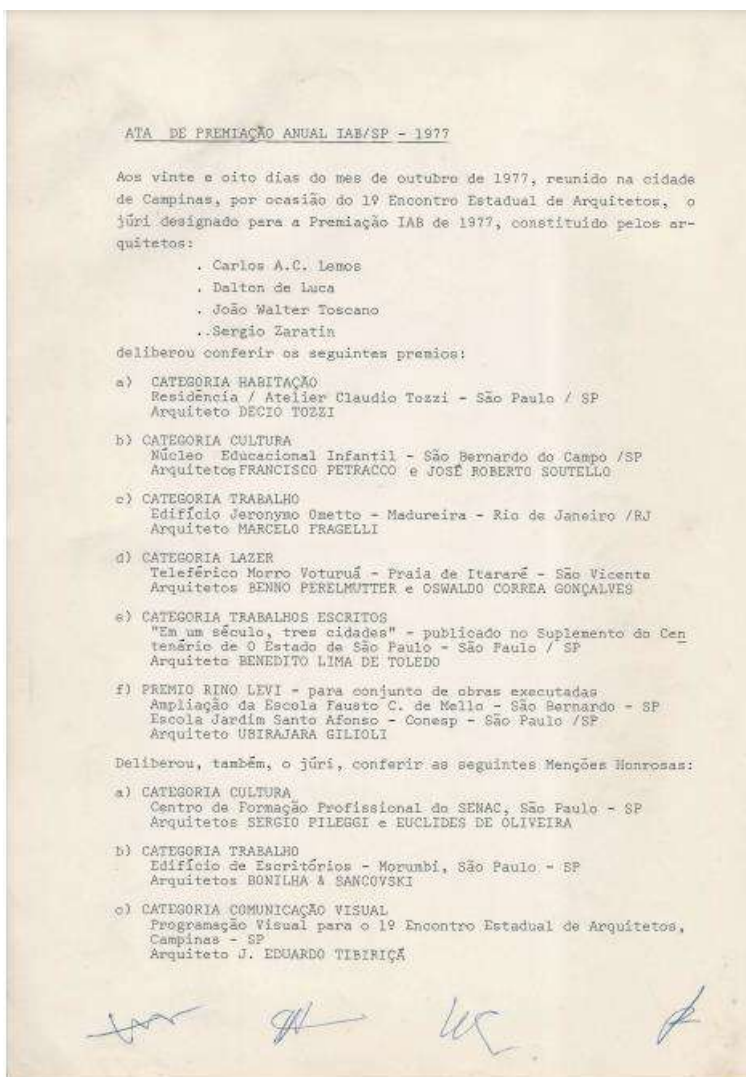 ATA DE PREMIAÇÃO ANUAL IAB/SP - 1977
Aos vinte e oito dias do mes de outubro de 1977, reunido na cidade
de Campinas, por ocasião do 1º Encontro Estadual de Arquitetos, o
júri designado para a Premiação IAB de 1977, constituído pelos ar-
quitetos:
. Carlos A.C. Lemos
. Dalton de Luca
. João Walter Toscano
..Sergio Zaratin
deliberou conferir os seguintes premios:
a) CATEGORIA HABITAÇÃO
Residência / Atelier Claudio Tozzi - São Paulo / SP
Arquiteto DECIO TOZZI
b) CATEGORIA CULTURA
Núcleo Educacional Infantil - São Bernardo do Campo /SP
Arquitetos FRANCISCO PETRACCO e JOSÉ ROBERTO SOUTELLO
c) CATEGORIA TRABALHO
Edifício Jeronymo Ometto - Madureira - Rio de Janeiro /RJ
Arquiteto MARCELO FRAGELLI
d) CATEGORIA LAZER
Teleférico Morro Voturuá - Praia de Itararé - São Vicente
Arquitetos BENNO PERELMUTTER e OSWALDO CORREA GONÇALVES
e) CATEGORIA TRABALHOS ESCRITOS
"Em um século, tres cidades" - publicado no Suplemento do Cen
tenário de O Estado de São Paulo - São Paulo / SP
Arquiteto BENEDITO LIMA DE TOLEDO
f) PREMIO RINO LEVI - para conjunto de obras executadas
Ampliação da Escola Fausto C. de Mello - São Bernardo - SP
Escola Jardim Santo Afonso - Conesp - São Paulo /SP
Arquiteto UBIRAJARA GILIOLI
Deliberou, também, o júri, conferir as seguintes Menções Honrosas:
a) CATEGORIA CULTURA
Centro de Formação Profissional do SENAC, São Paulo - SP
Arquitetos SERGIO PILEGGI e EUCLIDES DE OLIVEIRA
b) CATEGORIA TRABALHO
Edifício de Escritórios - Morumbi, São Paulo - SP
Arquitetos BONILHA & SANCOVSKI
c) CATEGORIA COMUNICAÇÃO VISUAL
Programação Visual para o 1º Encontro Estadual de Arquitetos,
Campinas - SP
Arquiteto J. EDUARDO TIBIRIÇÁ